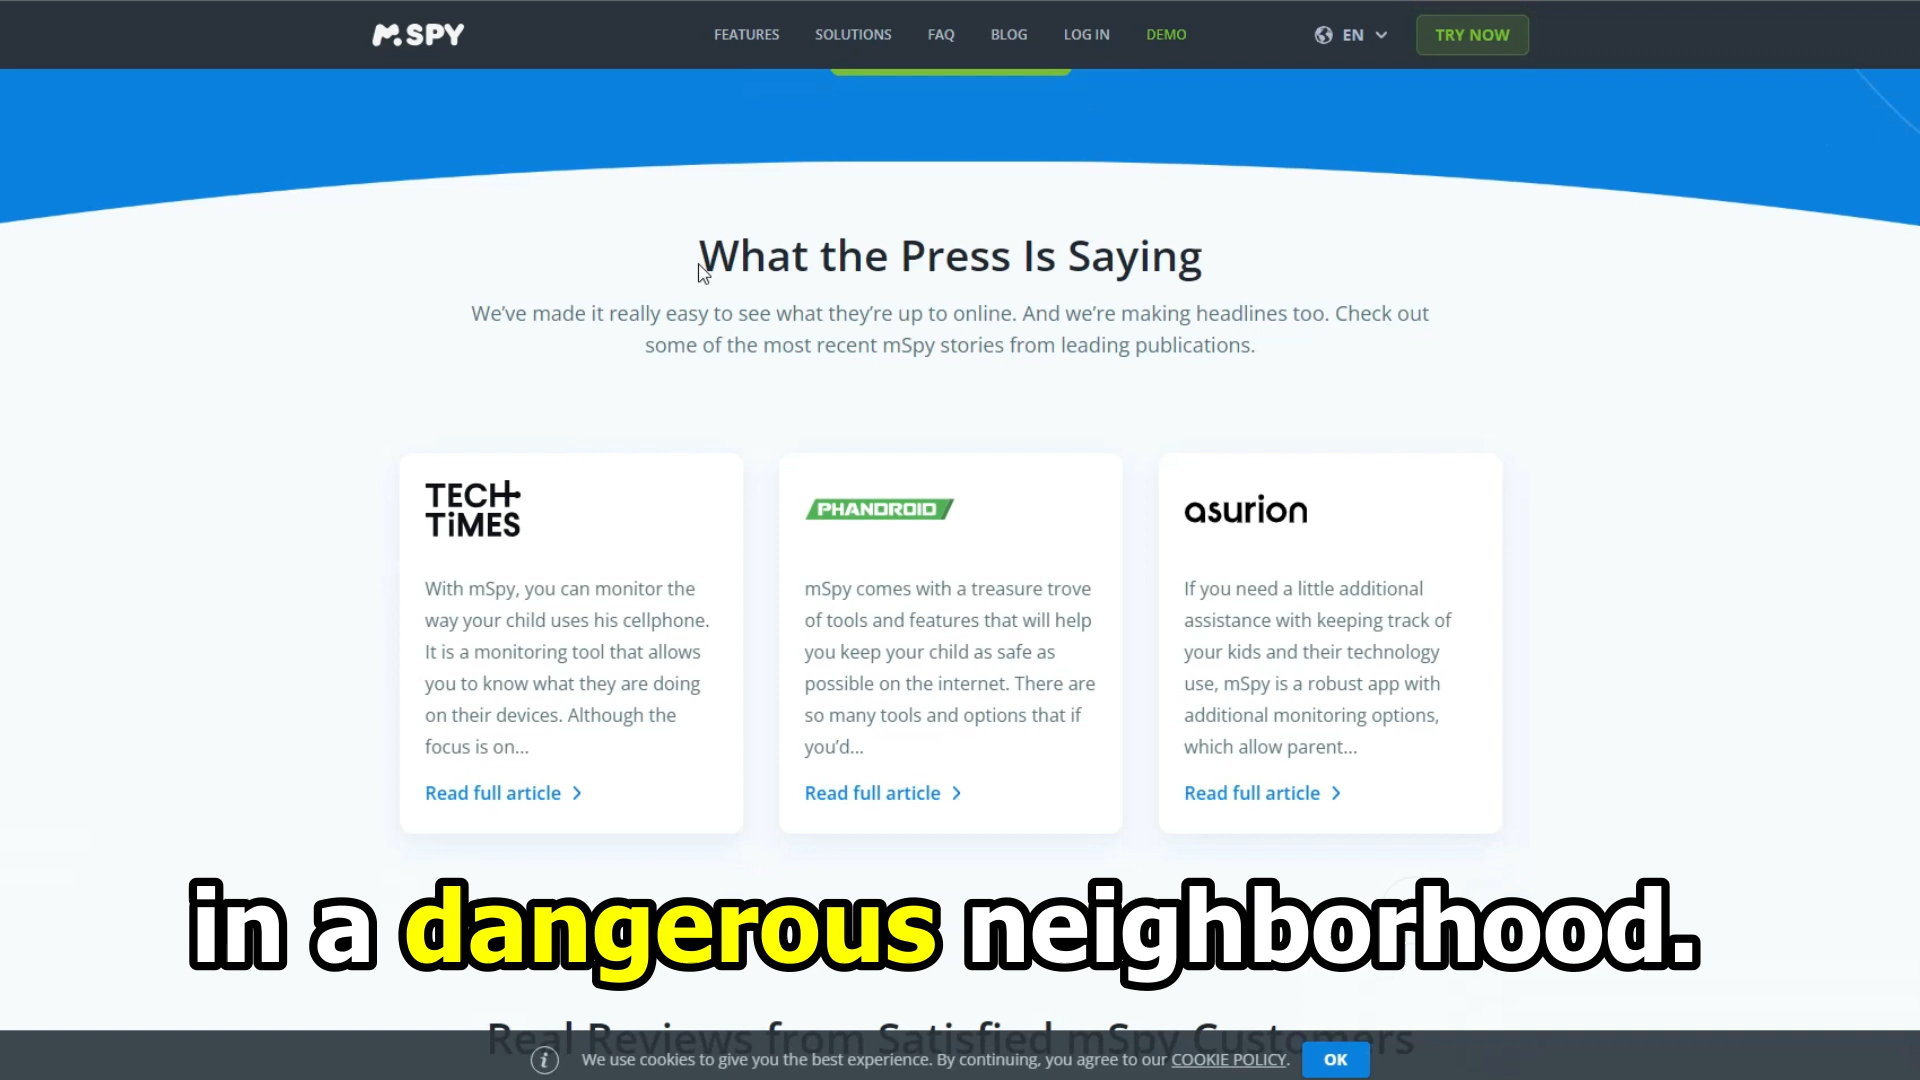 m.SPY
FEATURES SOLUTIONS FAQ BLOG LOG IN DEMO EN TRY NOW
What the Press Is Saying
We’ve made it really easy to see what they’re up to online. And we’re making headlines too. Check out
some of the most recent mSpy stories from leading publications.
TECH
TiMES
With mSpy, you can monitor the
way your child uses his cellphone.
It is a monitoring tool that allows
you to know what they are doing
on their devices. Although the
focus is on...
Read full article
PHANDROID
mSpy comes with a treasure trove
of tools and features that will help
you keep your child as safe as
possible on the internet. There are
so many tools and options that if
you’d...
Read full article
asurion
If you need a little additional
assistance with keeping track of
your kids and their technology
use, mSpy is a robust app with
additional monitoring options,
which allow parent...
Read full article
in a dangerous neighborhood.
Real Reviews from Satisfied mSpy Customers
We use cookies to give you the best experience. By continuing, you agree to our COOKIE POLICY. OK